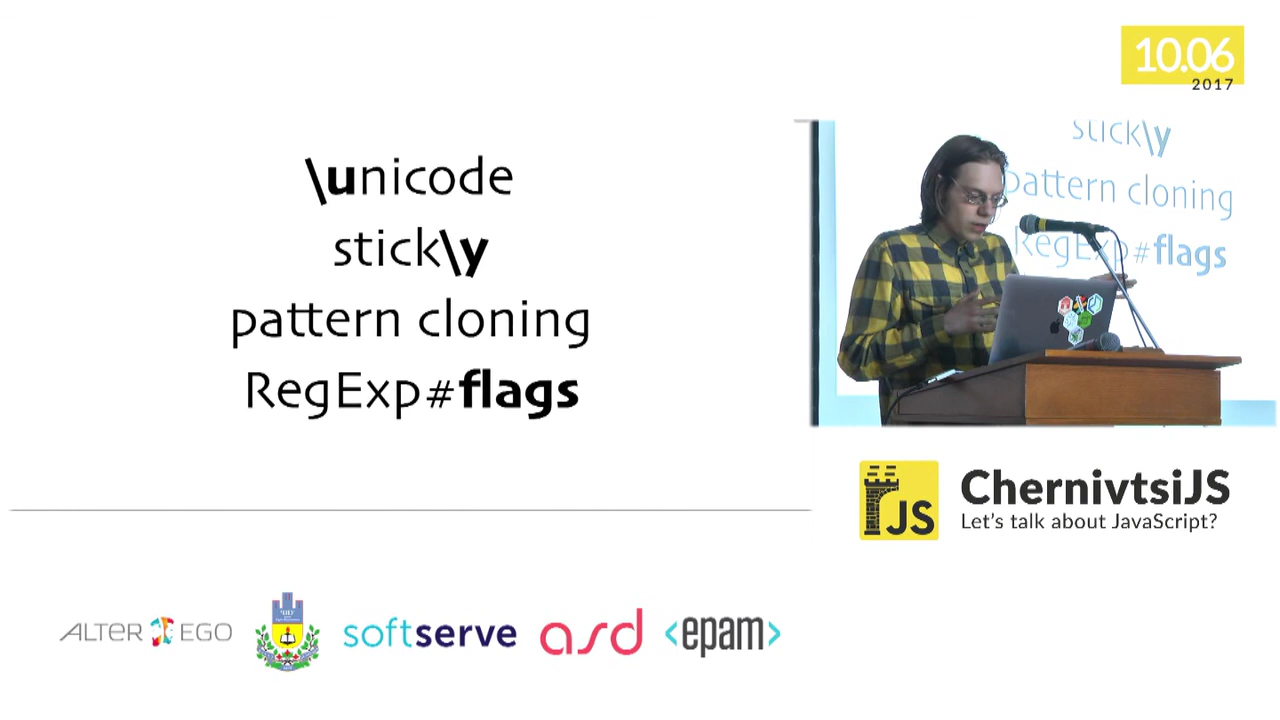 10.06
2017
\unicode
stick\y
pattern cloning
RegExp#flags
stick\y
pattern cloning
RegExp#flags
JS
ChernivtsiJS
Let's talk about JavaScript?
ALTER EGO
softserve
asd
<epam>